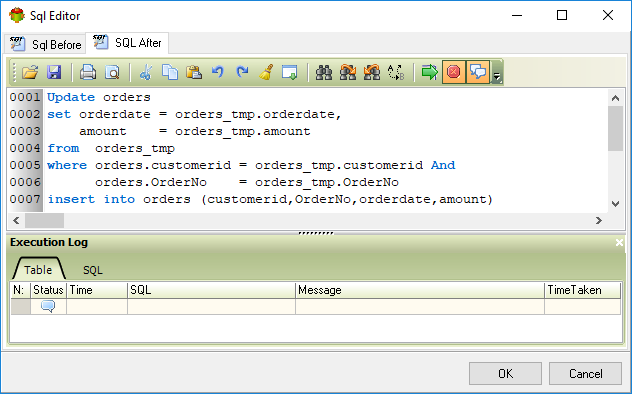 Sql Editor
Sql Before SQL After
0001 Update orders
0002 set orderdate = orders_tmp.orderdate,
0003     amount    = orders_tmp.amount
0004 from  orders_tmp
0005 where orders.customerid = orders_tmp.customerid And
0006       orders.OrderNo    = orders_tmp.OrderNo
0007 insert into orders (customerid,OrderNo,orderdate,amount)
Execution Log
Table SQL
N: Status Time SQL Message TimeTaken
OK Cancel